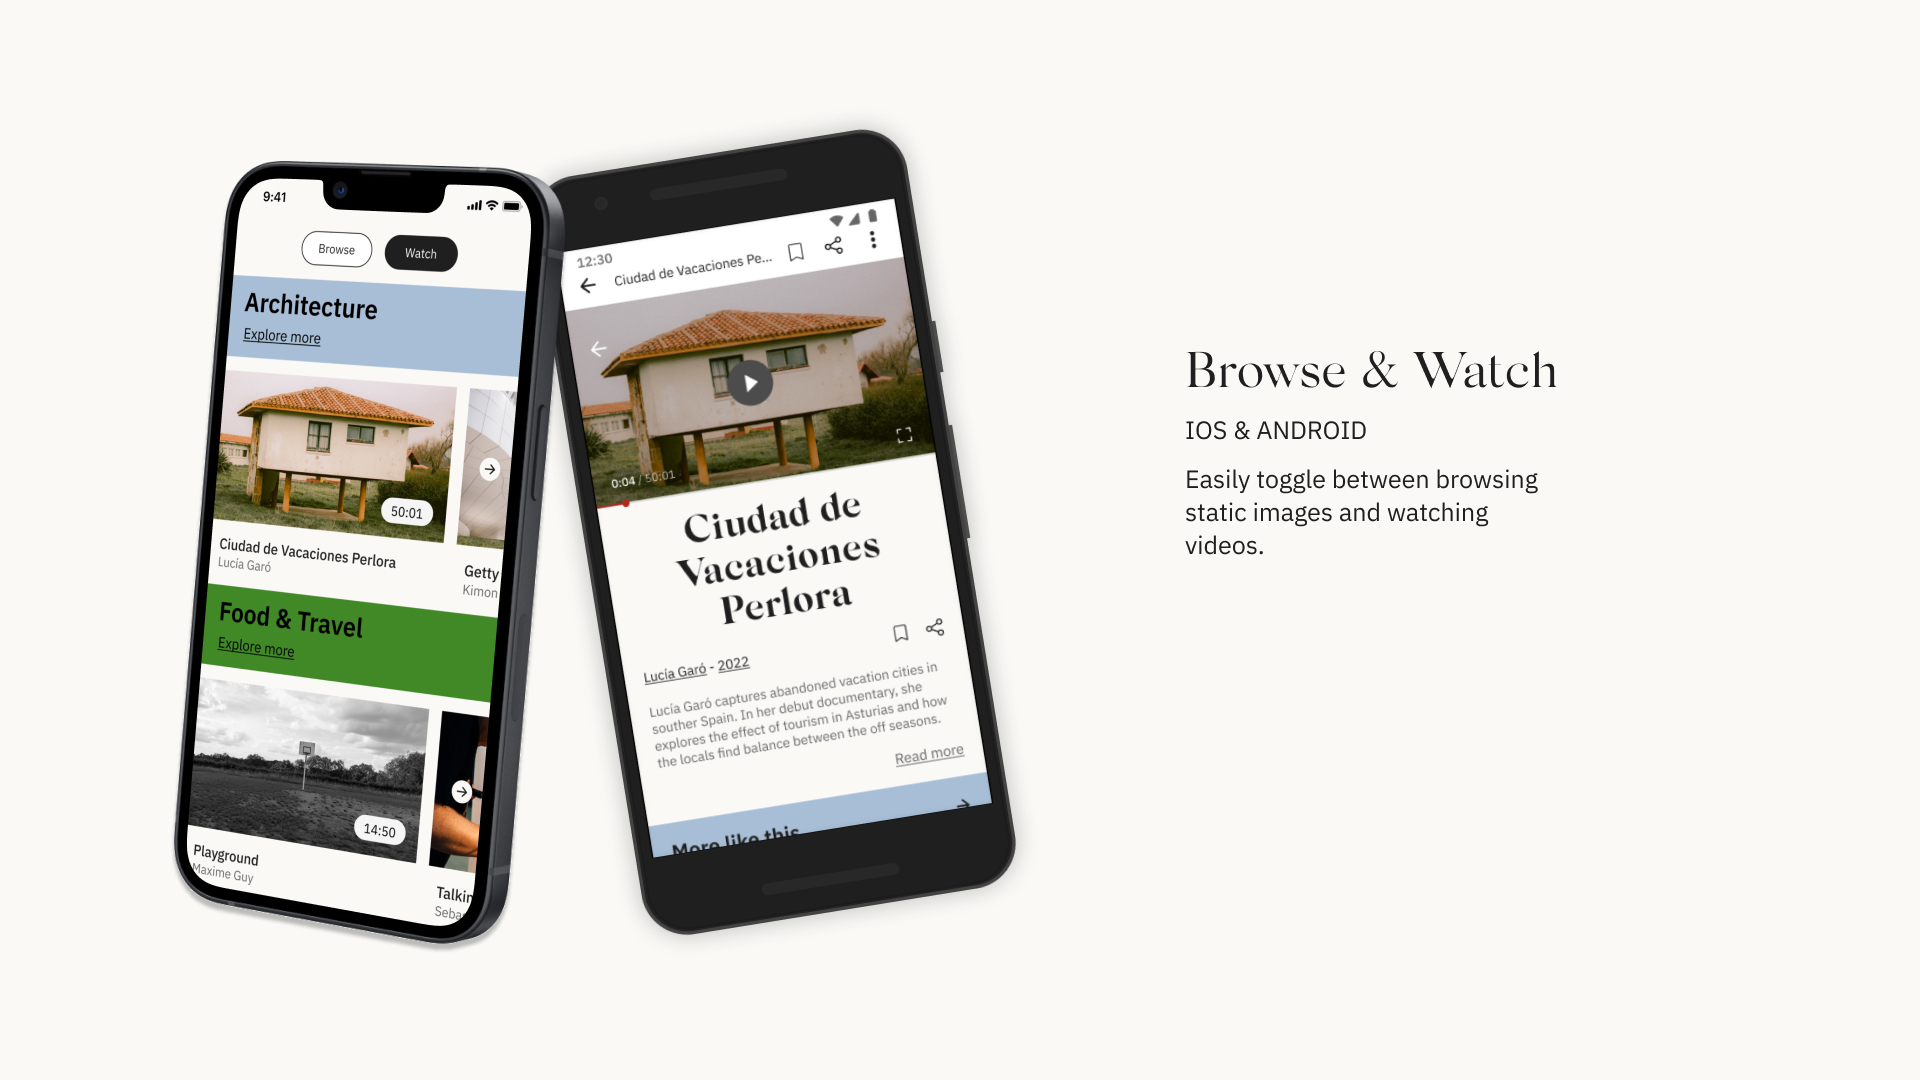 9:41
Browse
Watch
Architecture
Explore more
50:01
Ciudad de Vacaciones Perlora
Lucía Garó
Getty
Kimon
Food & Travel
Explore more
14:50
Playground
Maxime Guy
Talkin
Seba
12:30
Ciudad de Vacaciones Pe...
0:04 / 50:01
Ciudad de
Vacaciones
Perlora
Lucía Garó - 2022
Lucía Garó captures abandoned vacation cities in
souther Spain. In her debut documentary, she
explores the effect of tourism in Asturias and how
the locals find balance between the off seasons.
Read more
More like this
Browse & Watch
IOS & ANDROID
Easily toggle between browsing
static images and watching
videos.